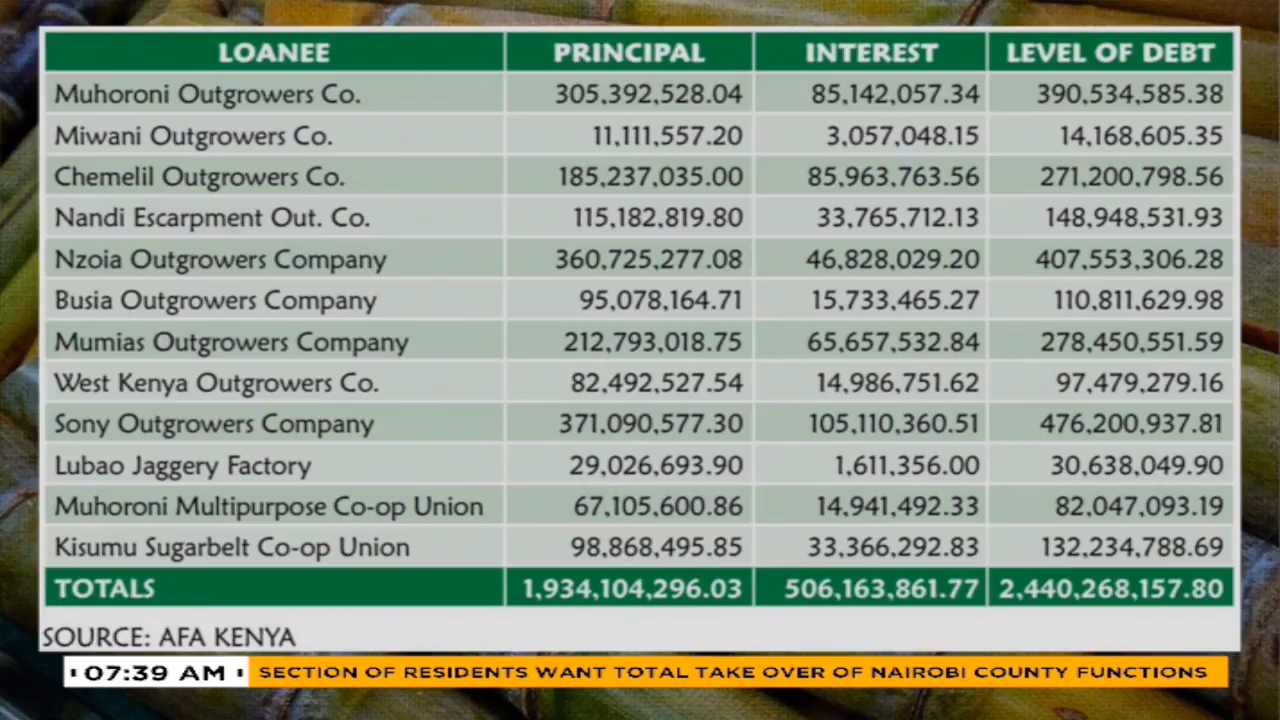 LOANEE PRINCIPAL INTEREST LEVEL OF DEBT
Muhoroni Outgrowers Co. 305,392,528.04 85,142,057.34 390,534,585.38
Miwani Outgrowers Co. 11,111,557.20 3,057,048.15 14,168,605.35
Chemelil Outgrowers Co. 185,237,035.00 85,963,763.56 271,200,798.56
Nandi Escarpment Out. Co. 115,182,819.80 33,765,712.13 148,948,531.93
Nzoia Outgrowers Company 360,725,277.08 46,828,029.20 407,553,306.28
Busia Outgrowers Company 95,078,164.71 15,733,465.27 110,811,629.98
Mumias Outgrowers Company 212,793,018.75 65,657,532.84 278,450,551.59
West Kenya Outgrowers Co. 82,492,527.54 14,986,751.62 97,479,279.16
Sony Outgrowers Company 371,090,577.30 105,110,360.51 476,200,937.81
Lubao Jaggery Factory 29,026,693.90 1,611,356.00 30,638,049.90
Muhoroni Multipurpose Co-op Union 67,105,600.86 14,941,492.33 82,047,093.19
Kisumu Sugarbelt Co-op Union 98,868,495.85 33,366,292.83 132,234,788.69
TOTALS 1,934,104,296.03 506,163,861.77 2,440,268,157.80
SOURCE: AFA KENYA
07:39 AM SECTION OF RESIDENTS WANT TOTAL TAKE OVER OF NAIROBI COUNTY FUNCTIONS